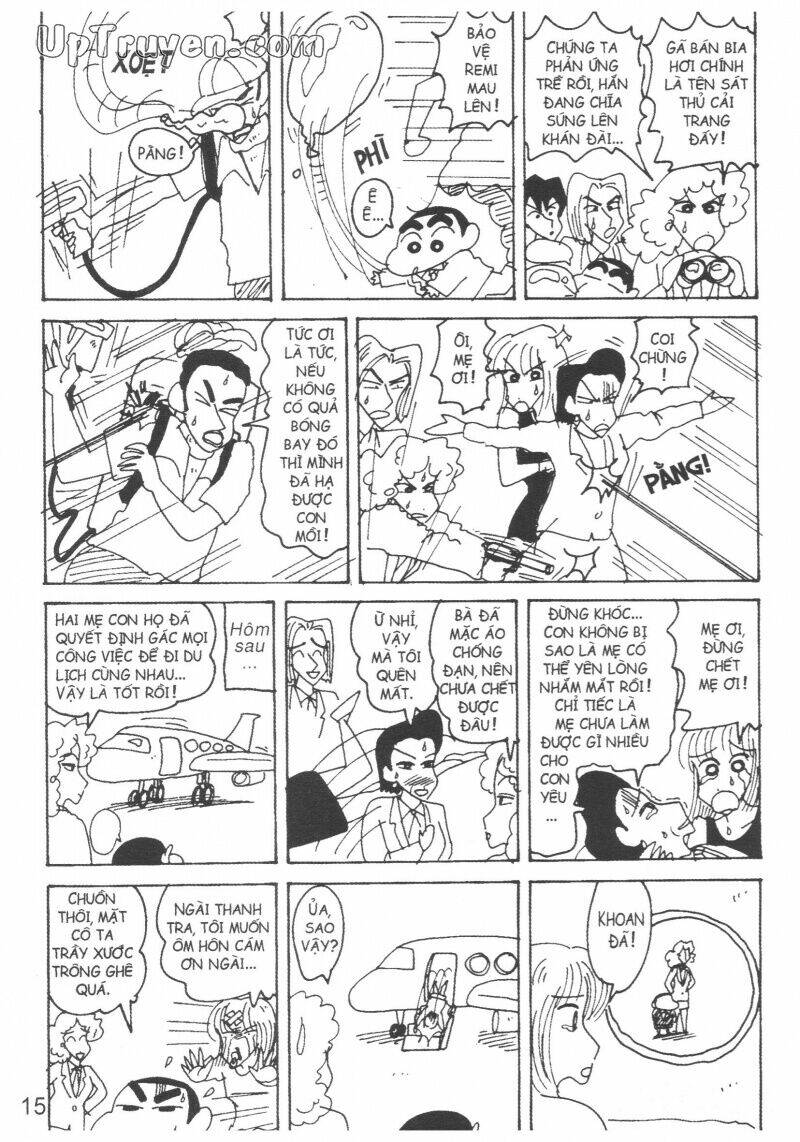 UpTruyen.com
GÃ BÁN BIA
HƠI CHÍNH
LÀ TÊN SÁT
THỦ CẢI
TRANG
ĐẤY!
CHÚNG TA
PHẢN ỨNG
TRỄ RỒI, HẮN
ĐANG CHĨA
SÚNG LÊN
KHÁN ĐÀI...
BẢO
VỆ
REMI
MAU
LÊN!
PHÌ
Ê
Ê...
XOẸT!
PÀNG!
COI
CHỪNG
!
ÔI,
MẸ
ƠI!
PẰNG!
TỨC ƠI
LÀ TỨC,
NẾU
KHÔNG
CÓ QUẢ
BÓNG
BAY ĐÓ
THÌ MÌNH
ĐÃ HẠ
ĐƯỢC
CON
MỒI!
MẸ ƠI,
ĐỪNG
CHẾT
MẸ ƠI!
ĐỪNG KHÓC...
CON KHÔNG BỊ
SAO LÀ MẸ CÓ
THỂ YÊN LÒNG
NHẮM MẮT RỒI!
CHỈ TIẾC LÀ
MẸ CHƯA LÀM
ĐƯỢC GÌ NHIỀU
CHO
CON
YÊU
...
BÀ ĐÃ
MẶC ÁO
CHỐNG
ĐẠN, NÊN
CHƯA CHẾT
ĐƯỢC
ĐÂU!
Ừ NHỈ,
VẬY
MÀ TÔI
QUÊN
MẤT.
Hôm
sau
...
HAI MẸ CON HỌ ĐÃ
QUYẾT ĐỊNH GÁC MỌI
CÔNG VIỆC ĐỂ ĐI DU
LỊCH CÙNG NHAU...
VẬY LÀ TỐT RỒI!
KHOAN
ĐÃ!
ỦA,
SAO
VẬY?
NGÀI THANH
TRA, TÔI MUỐN
ÔM HÔN CÁM
ƠN NGÀI...
CHUỒN
THÔI, MẶT
CÔ TA
TRẦY XƯỚC
TRÔNG GHÊ
QUÁ.
15